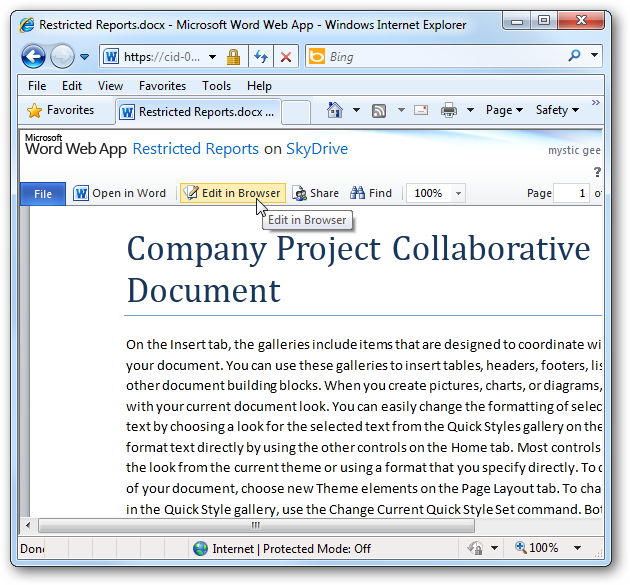 Restricted Reports.docx - Microsoft Word Web App - Windows Internet Explorer
https://cid-0...
Bing
File Edit View Favorites Tools Help
Favorites
Restricted Reports.docx ...
Page
Safety
»
Microsoft
Word Web App Restricted Reports on SkyDrive
mystic gee
?
File
Open in Word
Edit in Browser
Share
Find
100%
Page 1 o
Edit in Browser
Company Project Collaborative
Document
On the Insert tab, the galleries include items that are designed to coordinate wi
your document. You can use these galleries to insert tables, headers, footers, lis
other document building blocks. When you create pictures, charts, or diagrams,
with your current document look. You can easily change the formatting of selec
text by choosing a look for the selected text from the Quick Styles gallery on the
format text directly by using the other controls on the Home tab. Most controls
the look from the current theme or using a format that you specify directly. To c
of your document, choose new Theme elements on the Page Layout tab. To cha
in the Quick Style gallery, use the Change Current Quick Style Set command. Bot
Done
Internet | Protected Mode: Off
100%